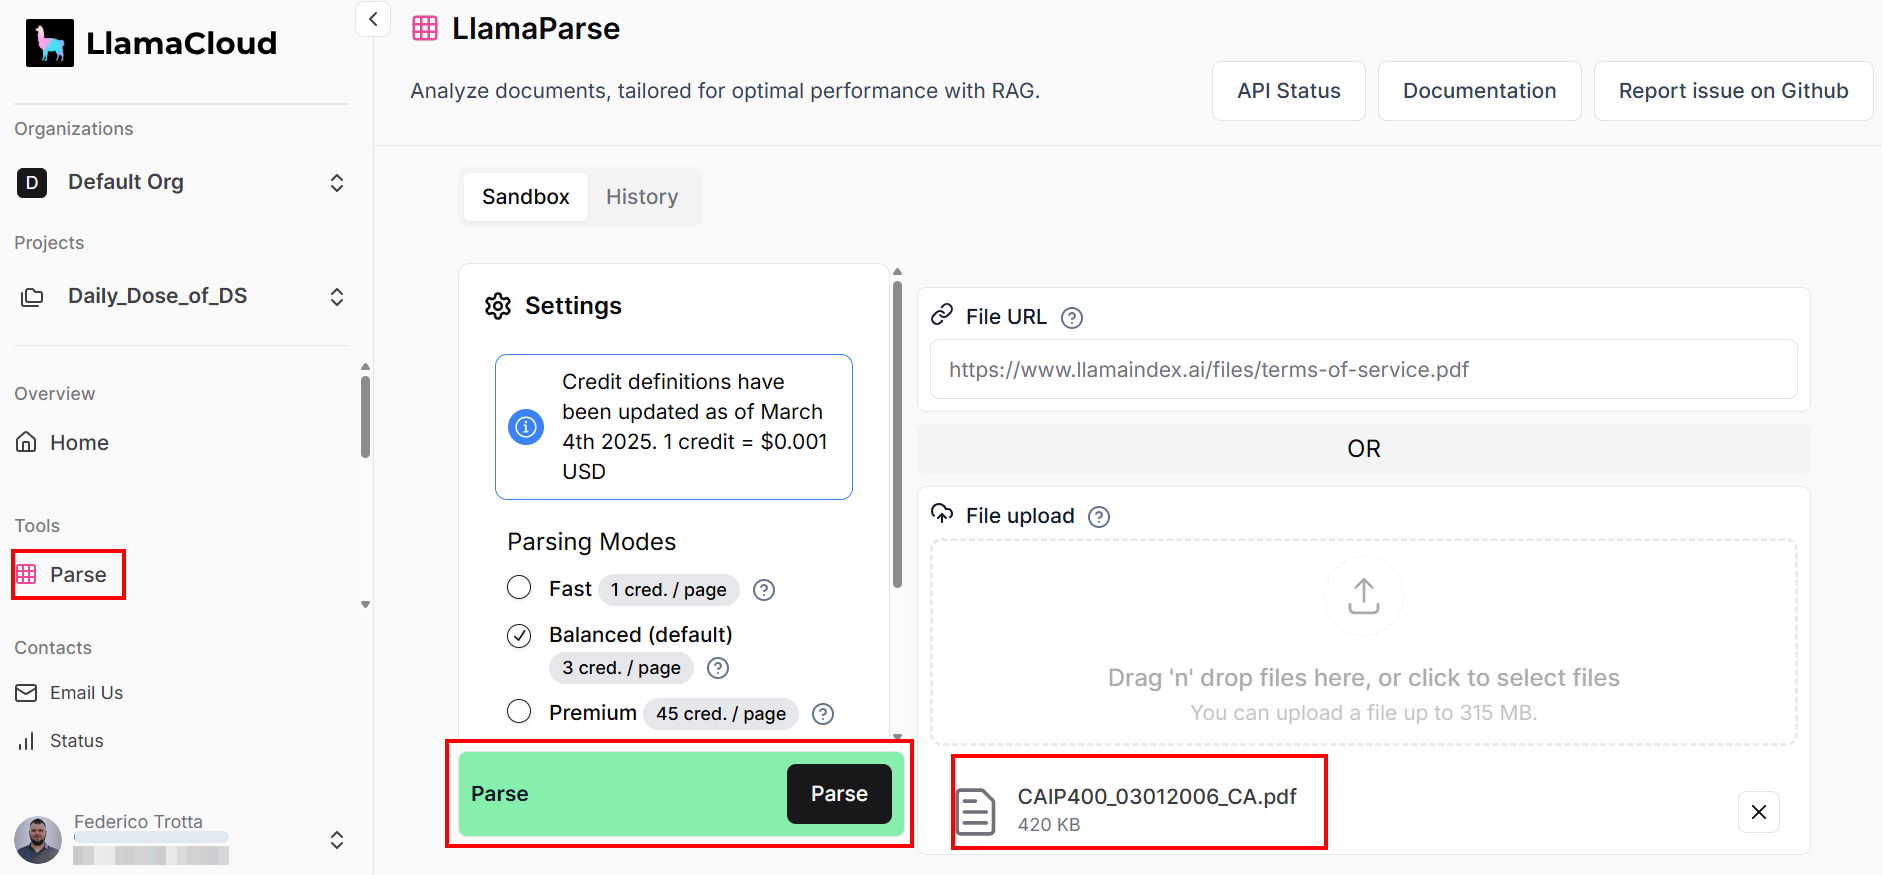 LlamaCloud
Organizations
D Default Org
Projects
Daily_Dose_of_DS
Overview
Home
Tools
Parse
Contacts
Email Us
Status
Federico Trotta
LlamaParse
Analyze documents, tailored for optimal performance with RAG.
API Status
Documentation
Report issue on Github
Sandbox
History
Settings
Credit definitions have
been updated as of March
4th 2025. 1 credit = $0.001
USD
Parsing Modes
Fast 1 cred. / page
Balanced (default)
3 cred. / page
Premium 45 cred. / page
Parse
Parse
File URL
https://www.llamaindex.ai/files/terms-of-service.pdf
OR
File upload
Drag 'n' drop files here, or click to select files
You can upload a file up to 315 MB.
CAIP400_03012006_CA.pdf
420 KB